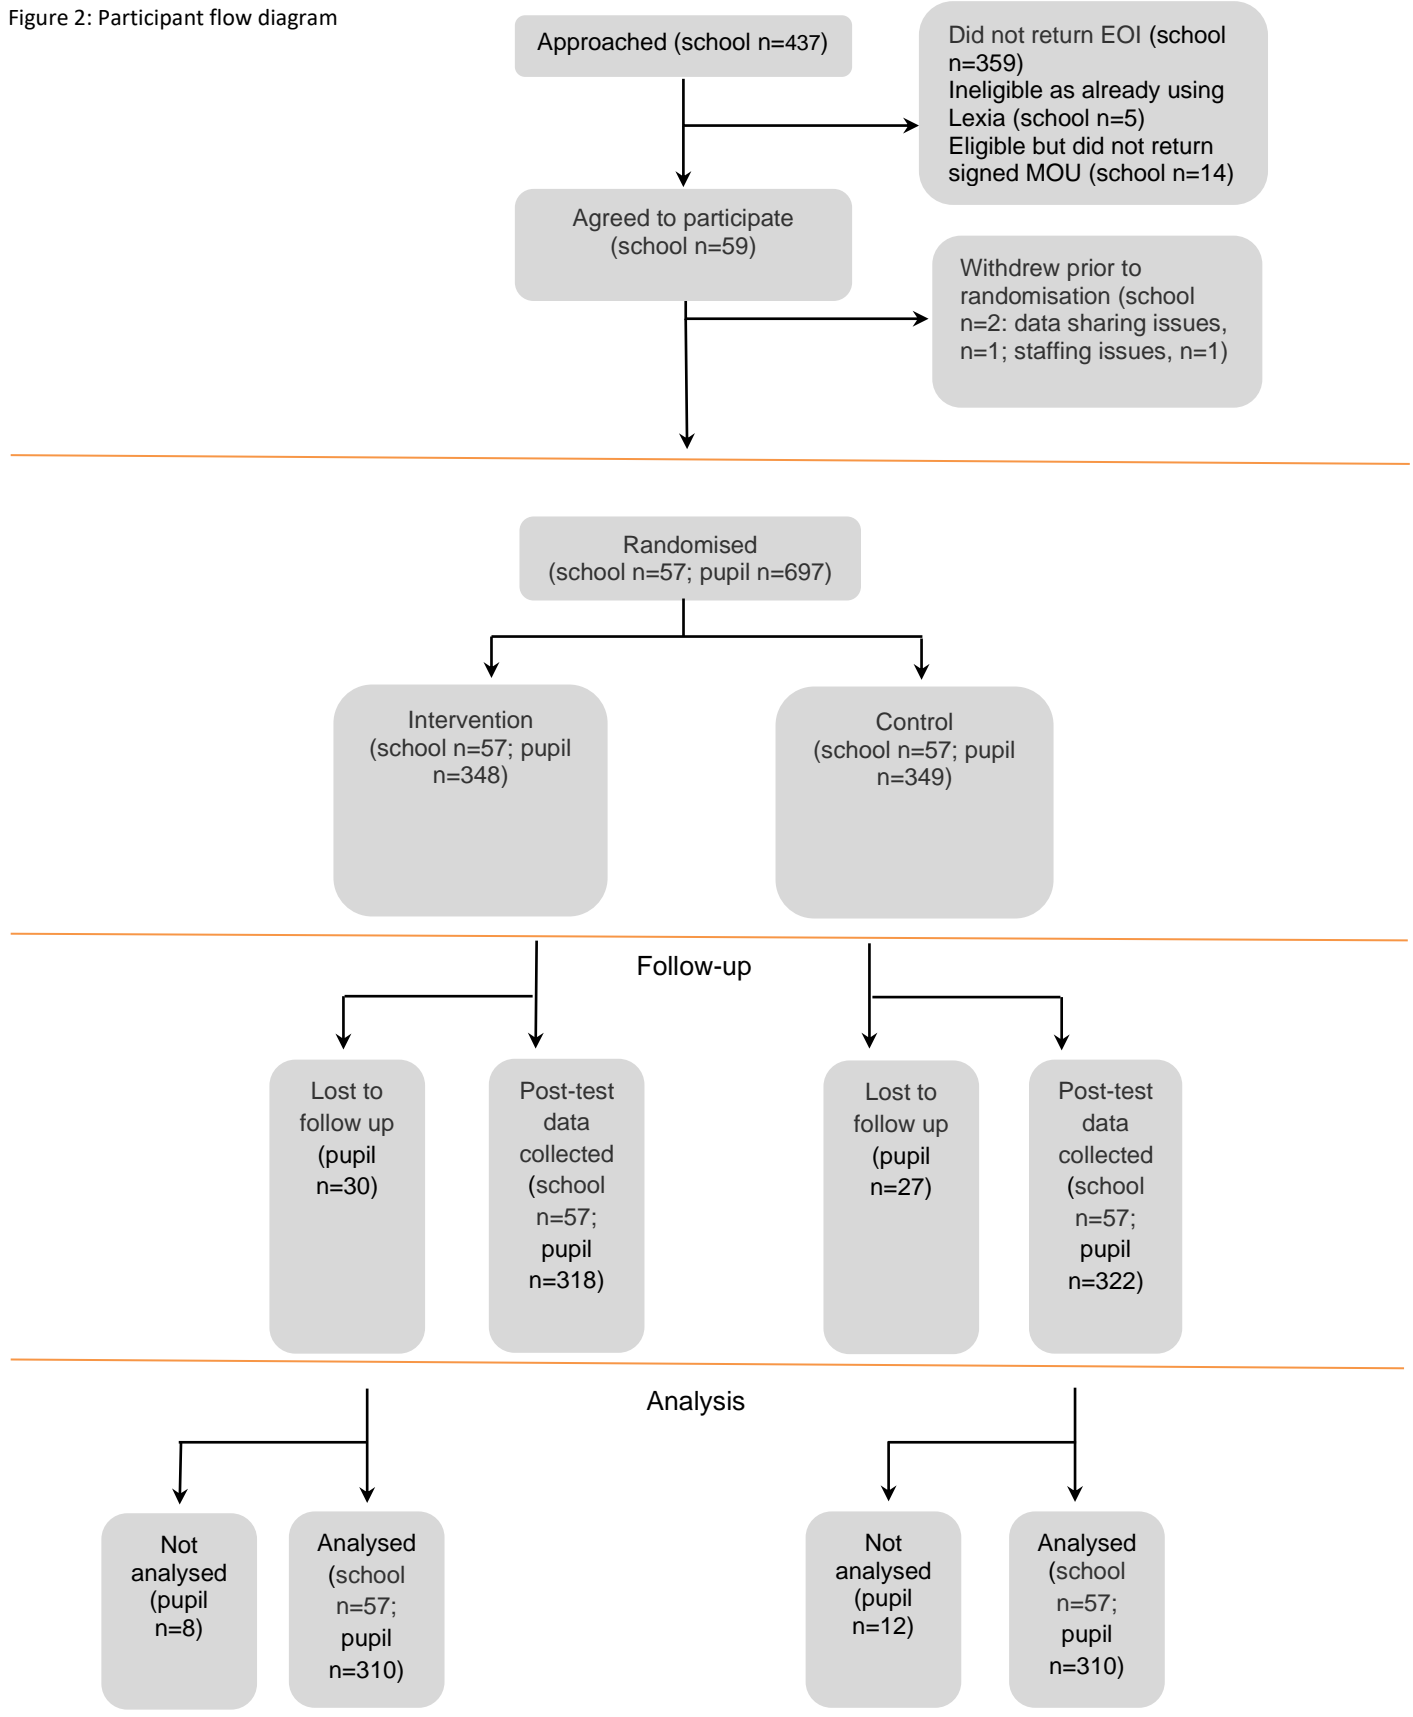 Figure 2: Participant flow diagram
Approached (school n=437)
Did not return EOI (school
n=359)
Ineligible as already using
Lexia (school n=5)
Eligible but did not return
signed MOU (school n=14)
Agreed to participate
(school n=59)
Withdrew prior to
randomisation (school
n=2: data sharing issues,
n=1; staffing issues, n=1)
Randomised
(school n=57; pupil n=697)
Intervention
(school n=57; pupil
n=348)
Control
(school n=57; pupil
n=349)
Follow-up
Lost to
follow up
(pupil
n=30)
Post-test
data
collected
(school
n=57;
pupil
n=318)
Lost to
follow up
(pupil
n=27)
Post-test
data
collected
(school
n=57;
pupil
n=322)
Analysis
Not
analysed
(pupil
n=8)
Analysed
(school
n=57;
pupil
n=310)
Not
analysed
(pupil
n=12)
Analysed
(school
n=57;
pupil
n=310)